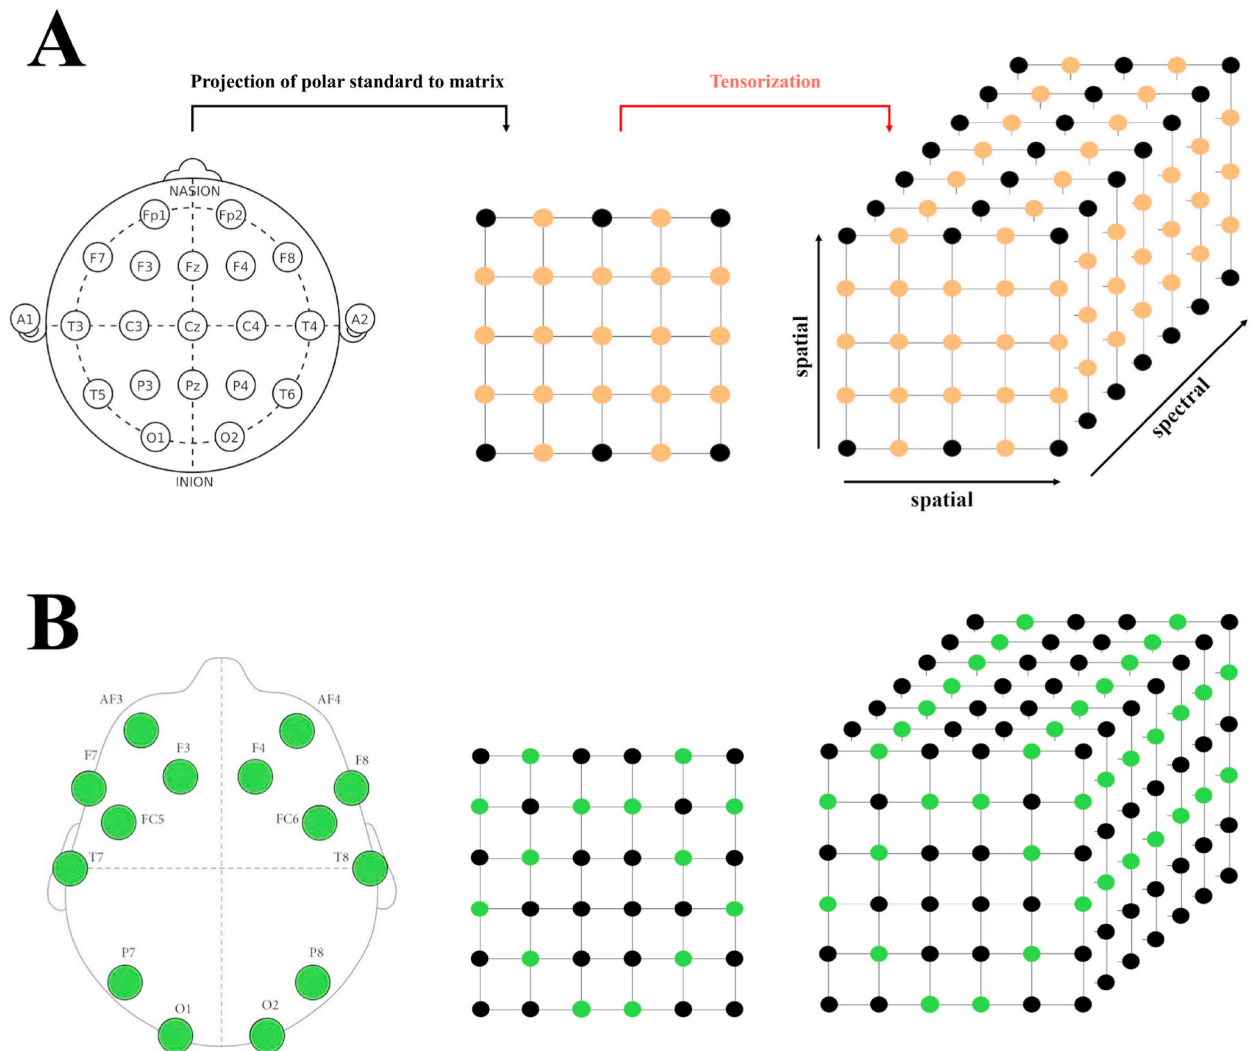 A
Projection of polar standard to matrix
Tensorization
NASION
Fp1 Fp2
F7 F3 Fz F4 F8
A1 T3 C3 Cz C4 T4 A2
T5 P3 Pz P4 T6
O1 O2
INION
spatial
spatial
spectral
B
AF3 AF4
F7 F3 F4 F8
FC5 FC6
T7 T8
P7 P8
O1 O2